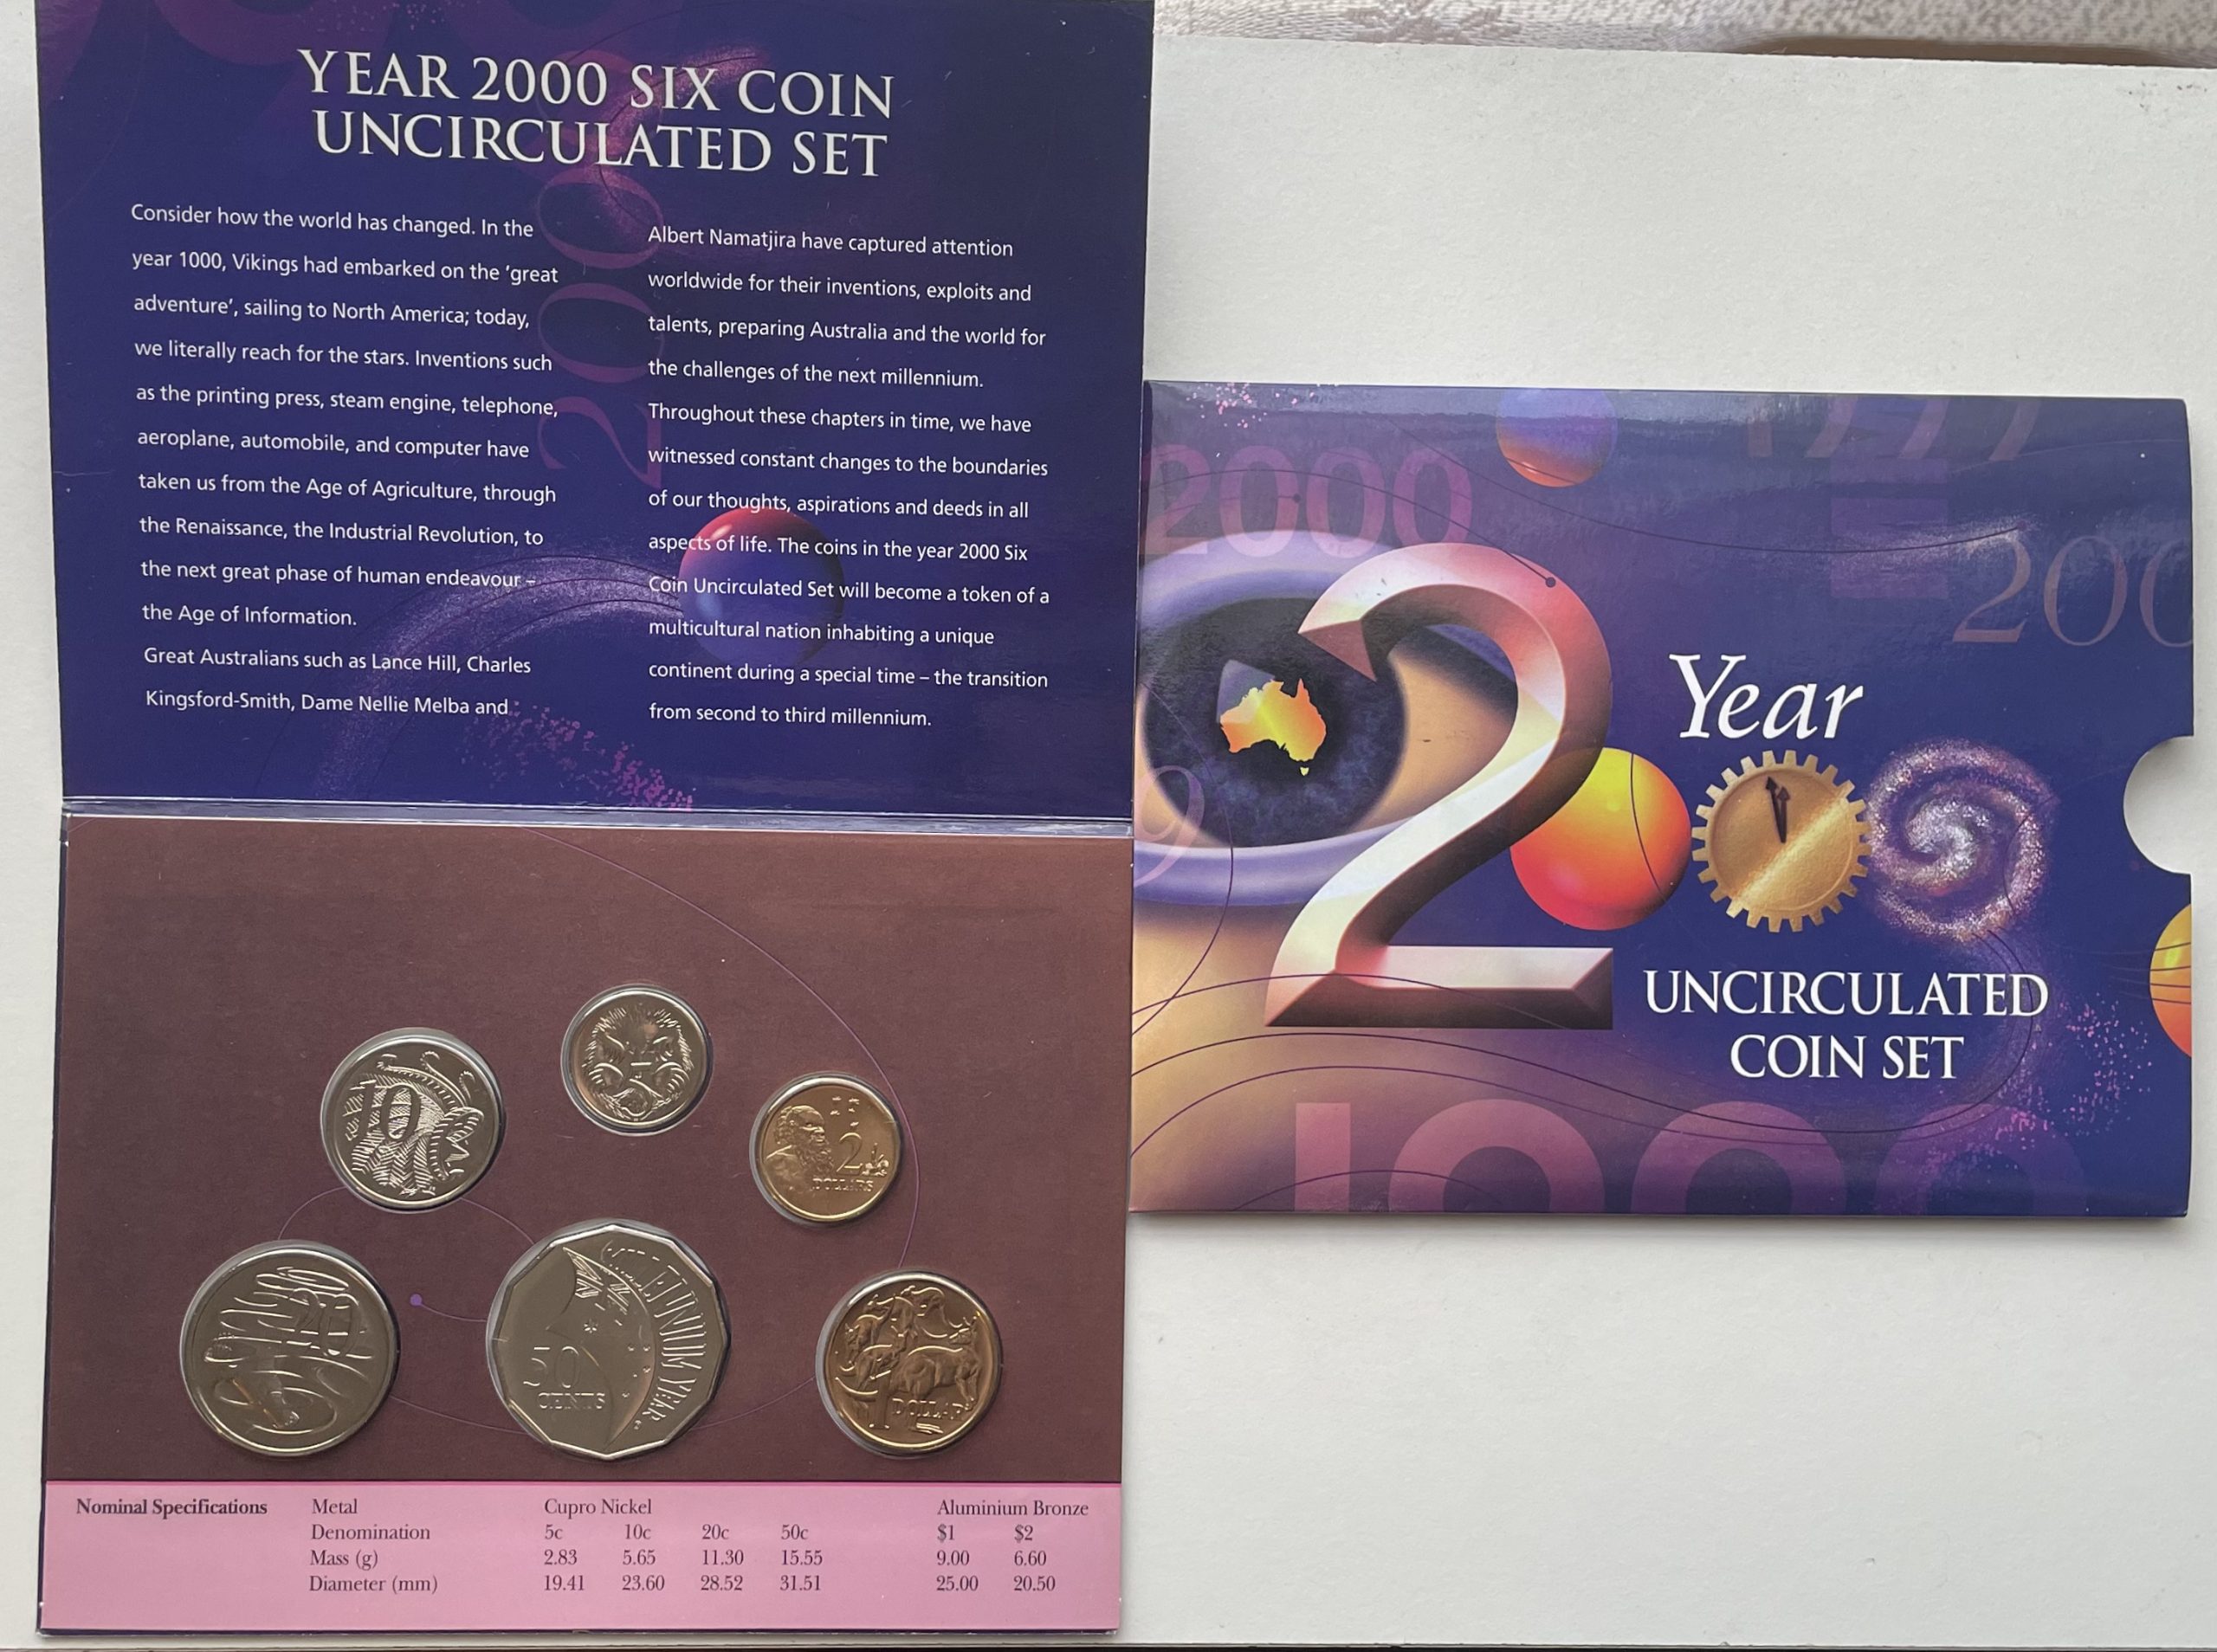 YEAR 2000 SIX COIN
UNCIRCULATED SET
Consider how the world has changed. In the
year 1000, Vikings had embarked on the ‘great
adventure’, sailing to North America; today,
we literally reach for the stars. Inventions such
as the printing press, steam engine, telephone,
aeroplane, automobile, and computer have
taken us from the Age of Agriculture, through
the Renaissance, the Industrial Revolution, to
the next great phase of human endeavour –
the Age of Information.
Great Australians such as Lance Hill, Charles
Kingsford-Smith, Dame Nellie Melba and
Albert Namatjira have captured attention
worldwide for their inventions, exploits and
talents, preparing Australia and the world for
the challenges of the next millennium.
Throughout these chapters in time, we have
witnessed constant changes to the boundaries
of our thoughts, aspirations and deeds in all
aspects of life. The coins in the year 2000 Six
Coin Uncirculated Set will become a token of a
multicultural nation inhabiting a unique
continent during a special time – the transition
from second to third millennium.
2000
10
2
DOLLARS
20
50
CENTS
MILLENNIUM YEAR
1
DOLLAR
Nominal Specifications Metal Cupro Nickel Aluminium Bronze
Denomination 5c 10c 20c 50c $1 $2
Mass (g) 2.83 5.65 11.30 15.55 9.00 6.60
Diameter (mm) 19.41 23.60 28.52 31.51 25.00 20.50
2000
200
Year
2
UNCIRCULATED
COIN SET
1000